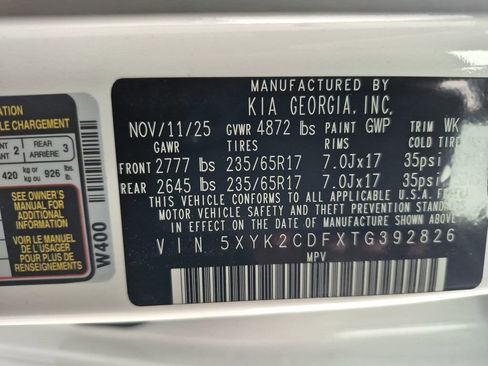 MANUFACTURED BY
KIA GEORGIA, INC.
NOV/11/25 GVWR 4872 lbs PAINT GWP TRIM WK
GAWR TIRES RIMS COLD TIRE
FRONT 2777 lbs 235/65R17 7.0Jx17 35psi
REAR 2645 lbs 235/65R17 7.0Jx17 35psi
THIS VEHICLE CONFORMS TO ALL APPLICABLE U.S.A. FEDERAL
MOTOR VEHICLE SAFETY AND THEFT PREVENTION STANDARDS
IN EFFECT ON THE DATE OF MANUFACTURE SHOWN ABOVE.
VIN 5XYK2CDFXTG392826
MPV
CHARGEMENT
2 REAR ARRIÈRE 3
420 kg or ou 926 lbs. lb.
SEE OWNER'S
MANUAL FOR
ADDITIONAL
INFORMATION
VOIR LE MANUEL DE
L'USAGER
POUR PLUS DE
RENSEIGNEMENTS
W400